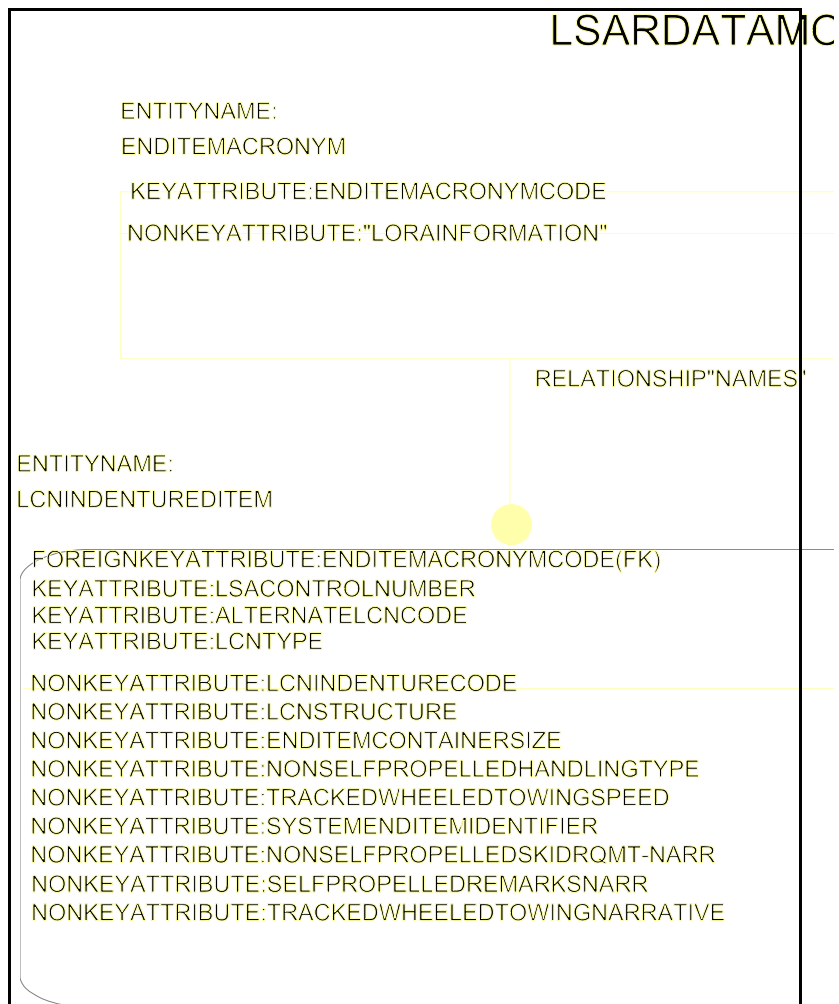 LSARDATAMO
ENTITYNAME:
ENDITEMACRONYM
KEYATTRIBUTE:ENDITEMACRONYMCODE
NONKEYATTRIBUTE:"LORAINFORMATION"
RELATIONSHIP"NAMES"
ENTITYNAME:
LCNINDENTUREDITEM
FOREIGNKEYATTRIBUTE:ENDITEMACRONYMCODE(FK)
KEYATTRIBUTE:LSACONTROLNUMBER
KEYATTRIBUTE:ALTERNATELCNCODE
KEYATTRIBUTE:LCNTYPE
NONKEYATTRIBUTE:LCNINDENTURECODE
NONKEYATTRIBUTE:LCNSTRUCTURE
NONKEYATTRIBUTE:ENDITEMCONTAINERSIZE
NONKEYATTRIBUTE:NONSELFPROPELLEDHANDLINGTYPE
NONKEYATTRIBUTE:TRACKEDWHEELEDTOWINGSPEED
NONKEYATTRIBUTE:SYSTEMENDITEMIDENTIFIER
NONKEYATTRIBUTE:NONSELFPROPELLEDSKIDRQMT-NARR
NONKEYATTRIBUTE:SELFPROPELLEDREMARKSNARR
NONKEYATTRIBUTE:TRACKEDWHEELEDTOWINGNARRATIVE